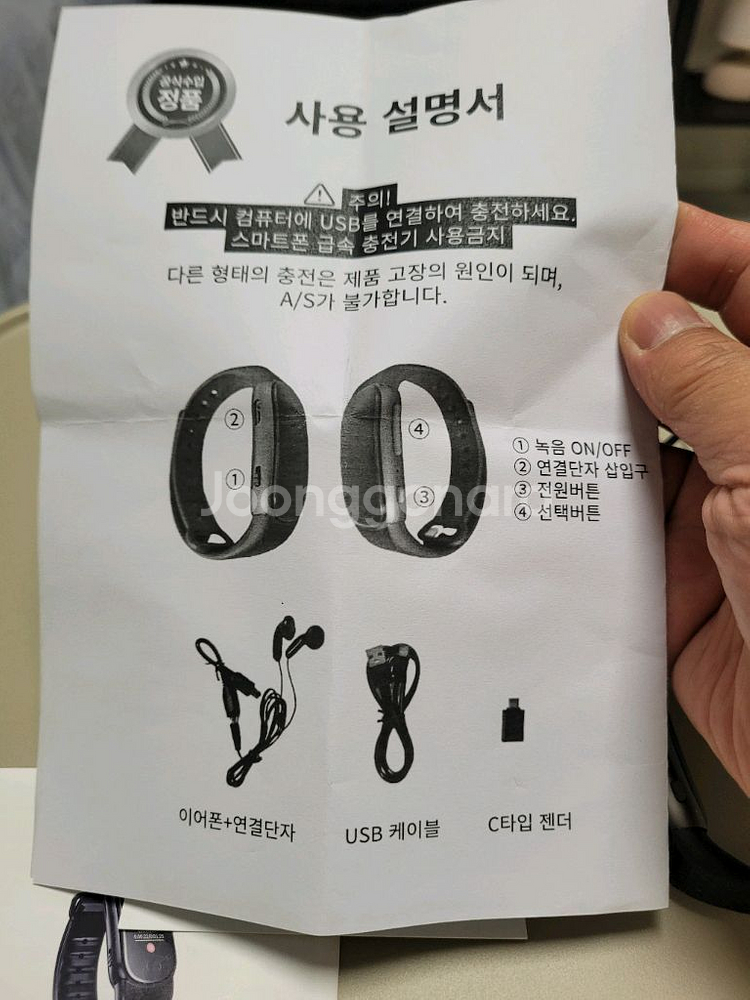 공식수입
정품
사용 설명서
주의!
반드시 컴퓨터에 USB를 연결하여 충전하세요.
스마트폰 급속 충전기 사용금지
다른 형태의 충전은 제품 고장의 원인이 되며,
A/S가 불가합니다.
② ④
① ③
① 녹음 ON/OFF
② 연결단자 삽입구
③ 전원버튼
④ 선택버튼
Joonggonara
이어폰+연결단자 USB 케이블 C타입 젠더